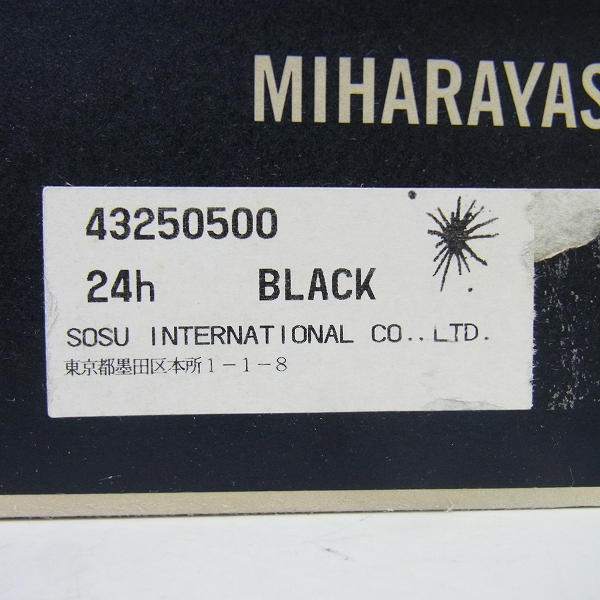 MIHARAYAS
43250500
24h BLACK
SOSU INTERNATIONAL CO., LTD.
東京都墨田区本所1-1-8